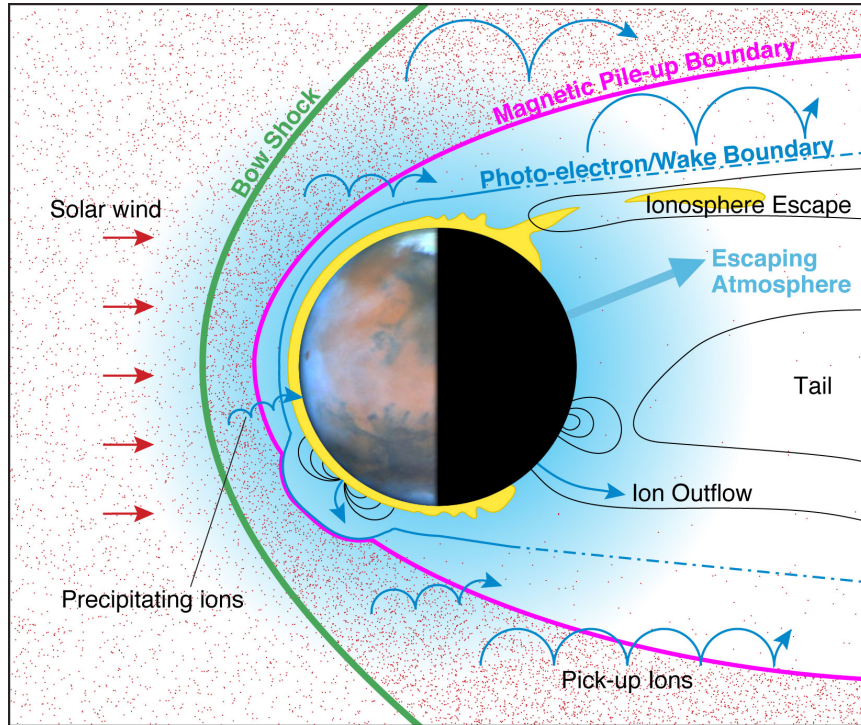 Bow Shock
Magnetic Pile-up Boundary
Photo-electron/Wake Boundary
Solar wind
Ionosphere Escape
Escaping
Atmosphere
Tail
Ion Outflow
Precipitating ions
Pick-up Ions